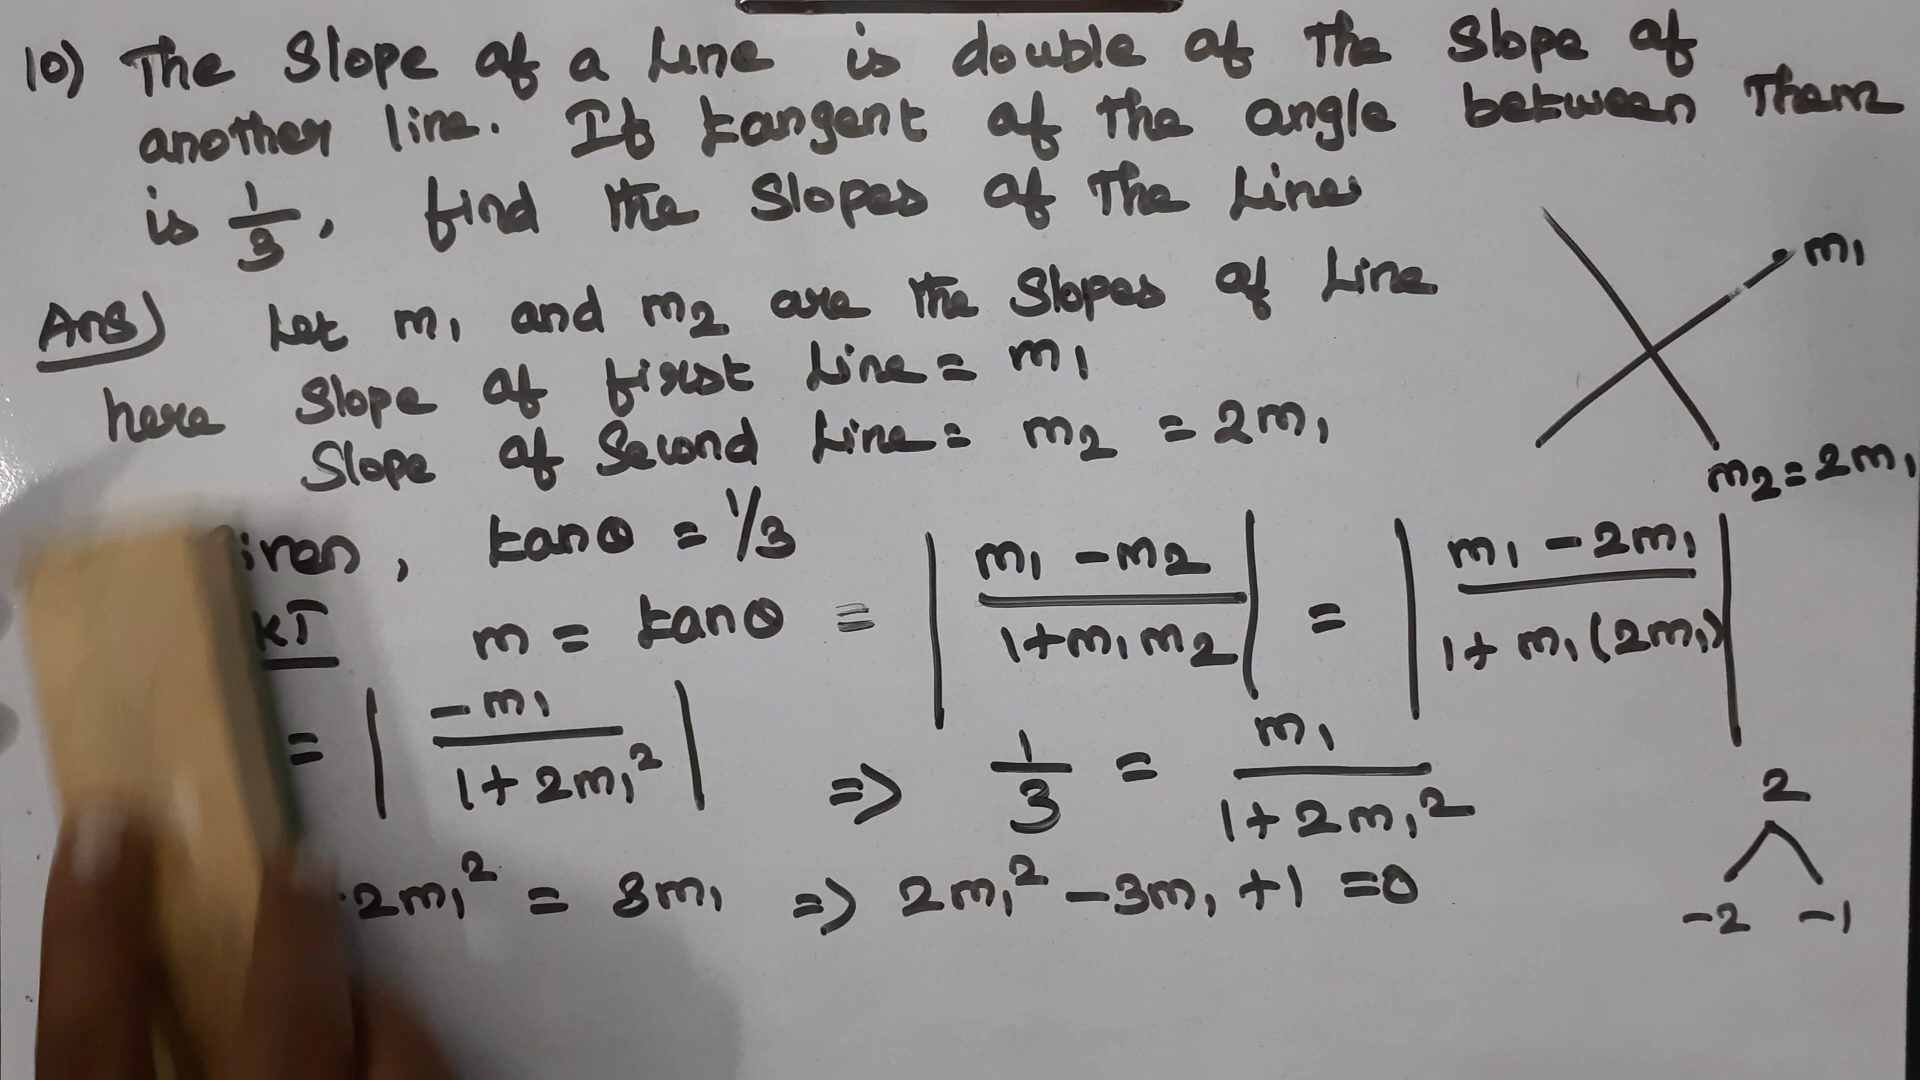 10) The Slope of a Line is double of the Slope of
another line. If tangent of the angle between them
is 1/3, find the Slopes of the Lines
Ans) Let m₁ and m₂ are the Slopes of Line
here Slope of first Line = m₁
Slope of Second Line = m₂ = 2m₁
m₁
m₂ = 2m₁
, tanθ = 1/3
m = tanθ = |(m₁ - m₂)/(1 + m₁m₂)| = |(m₁ - 2m₁)/(1 + m₁(2m₁))|
= |-m₁/(1 + 2m₁²)| ⇒ 1/3 = m₁/(1 + 2m₁²)
2m₁² = 3m₁ ⇒ 2m₁² - 3m₁ + 1 = 0
2
-2 -1